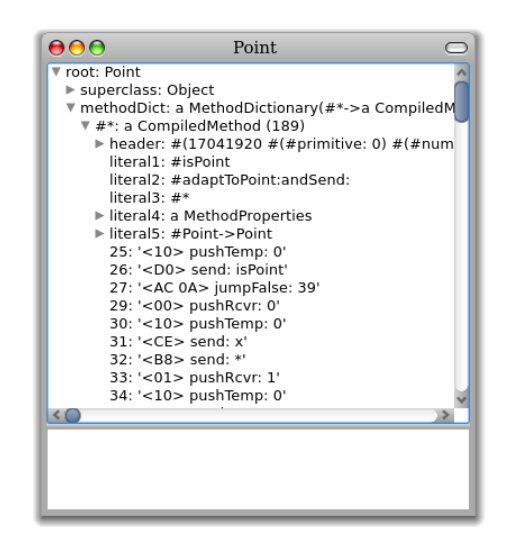 Point
root: Point
superclass: Object
methodDict: a MethodDictionary(#*->a CompiledM
#*: a CompiledMethod (189)
header: #(17041920 #(#primitive: 0) #(#num
literal1: #isPoint
literal2: #adaptToPoint:andSend:
literal3: #*
literal4: a MethodProperties
literal5: #Point->Point
25: '<10> pushTemp: 0'
26: '<D0> send: isPoint'
27: '<AC 0A> jumpFalse: 39'
29: '<00> pushRcvr: 0'
30: '<10> pushTemp: 0'
31: '<CE> send: x'
32: '<B8> send: *'
33: '<01> pushRcvr: 1'
34: '<10> pushTemp: 0'